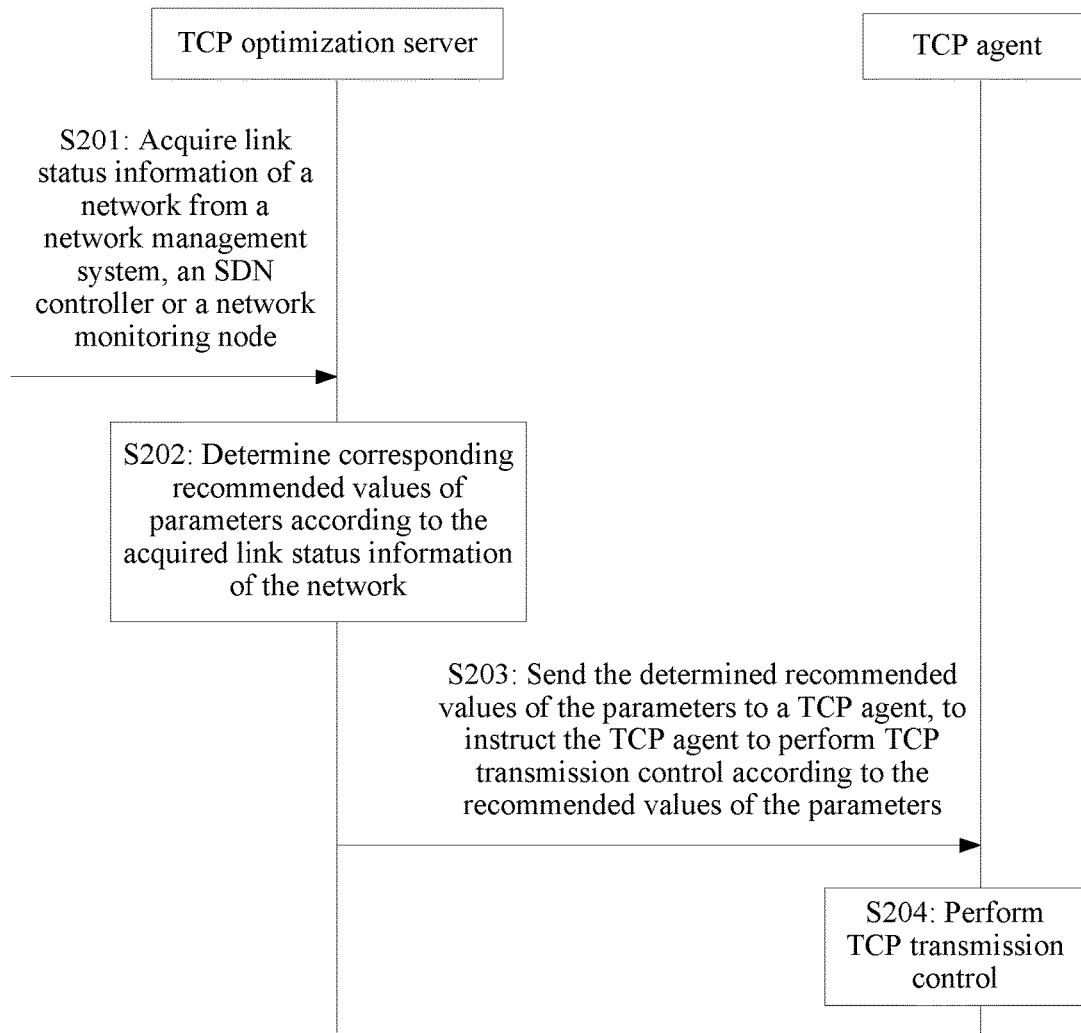 TCP optimization server
TCP agent
S201: Acquire link
status information of a
network from a
network management
system, an SDN
controller or a network
monitoring node
S202: Determine corresponding
recommended values of
parameters according to the
acquired link status information
of the network
S203: Send the determined recommended
values of the parameters to a TCP agent, to
instruct the TCP agent to perform TCP
transmission control according to the
recommended values of the parameters
S204: Perform
TCP transmission
control